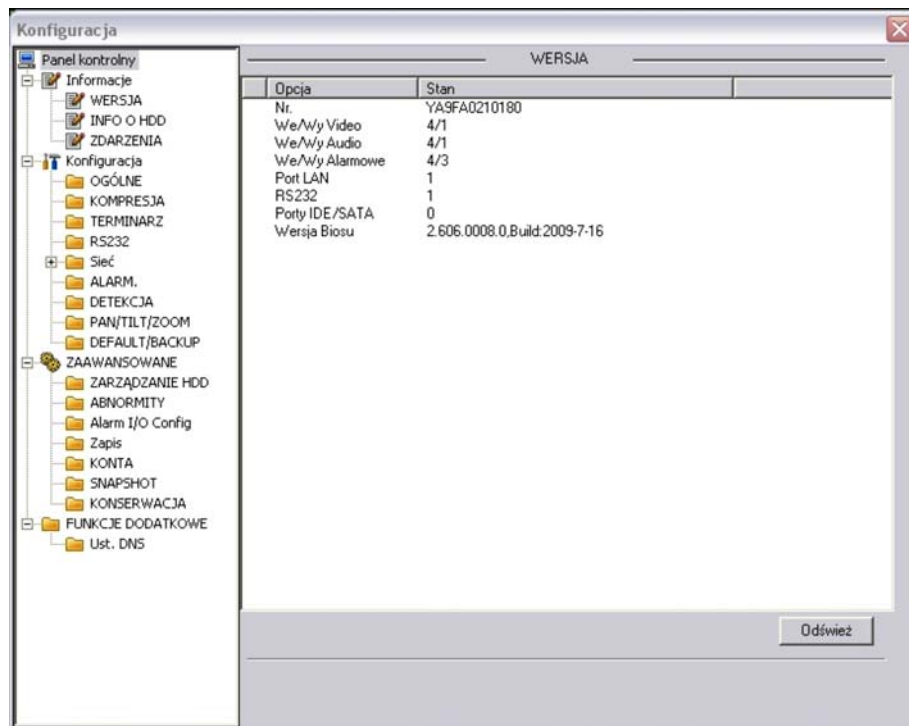 Konfiguracja
Panel kontrolny
Informacje
WERSJA
INFO O HDD
ZDARZENIA
Konfiguracja
OGÓLNE
KOMPRESJA
TERMINARZ
RS232
Sieć
ALARM.
DETEKCJA
PAN/TILT/ZOOM
DEFAULT/BACKUP
ZAAWANSOWANE
ZARZĄDZANIE HDD
ABNORMITY
Alarm I/O Config
Zapis
KONTA
SNAPSHOT
KONSERWACJA
FUNKCJE DODATKOWE
Ust. DNS
WERSJA
Opcja Stan
Nr. YA9FA0210180
We/Wy Video 4/1
We/Wy Audio 4/1
We/Wy Alarmowe 4/3
Port LAN 1
RS232 1
Porty IDE/SATA 0
Wersja Biosu 2.606.0008.0,Build:2009-7-16
Odśwież